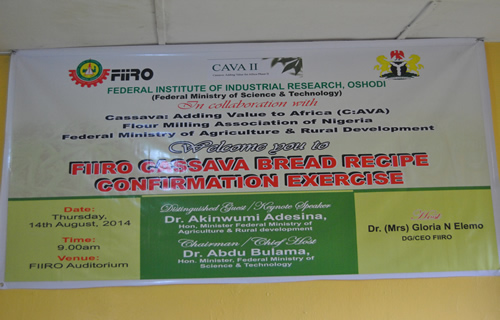 FIIRO
CAVA II
FEDERAL INSTITUTE OF INDUSTRIAL RESEARCH, OSHODI
(Federal Ministry of Science & Technology)
In collaboration with
Cassava: Adding Value to Africa (C:AVA)
Flour Milling Association of Nigeria
Federal Ministry of Agriculture & Rural Development
Welcome you to
FIIRO CASSAVA BREAD RECIPE
CONFIRMATION EXERCISE
Date:
Thursday,
14th August, 2014
Time:
9.00am
Venue:
FIIRO Auditorium
Distinguished Guest / Keynote Speaker
Dr. Akinwumi Adesina,
Hon. Minister Federal Ministry of
Agriculture & Rural development
Chairman / Chief Host
Dr. Abdu Bulama,
Hon. Minister, Federal Ministry of
Science & Technology
Host
Dr. (Mrs) Gloria N Elemo
DG/CEO FIIRO